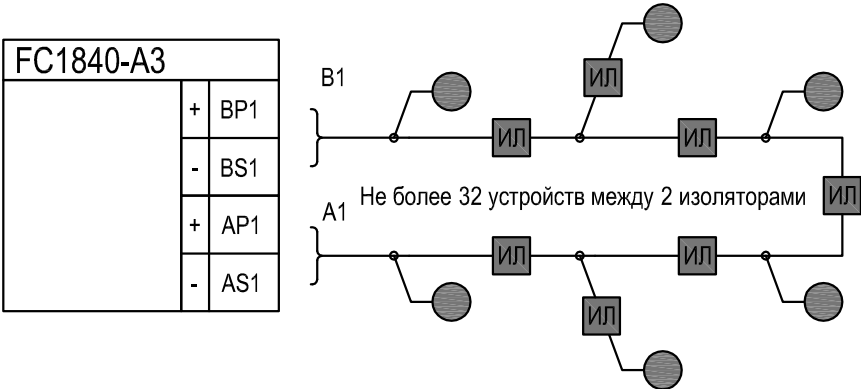 FC1840-A3
+ BP1
- BS1
+ AP1
- AS1
B1
A1
ИЛ
ИЛ
ИЛ
ИЛ
Не более 32 устройств между 2 изоляторами
ИЛ
ИЛ
ИЛ